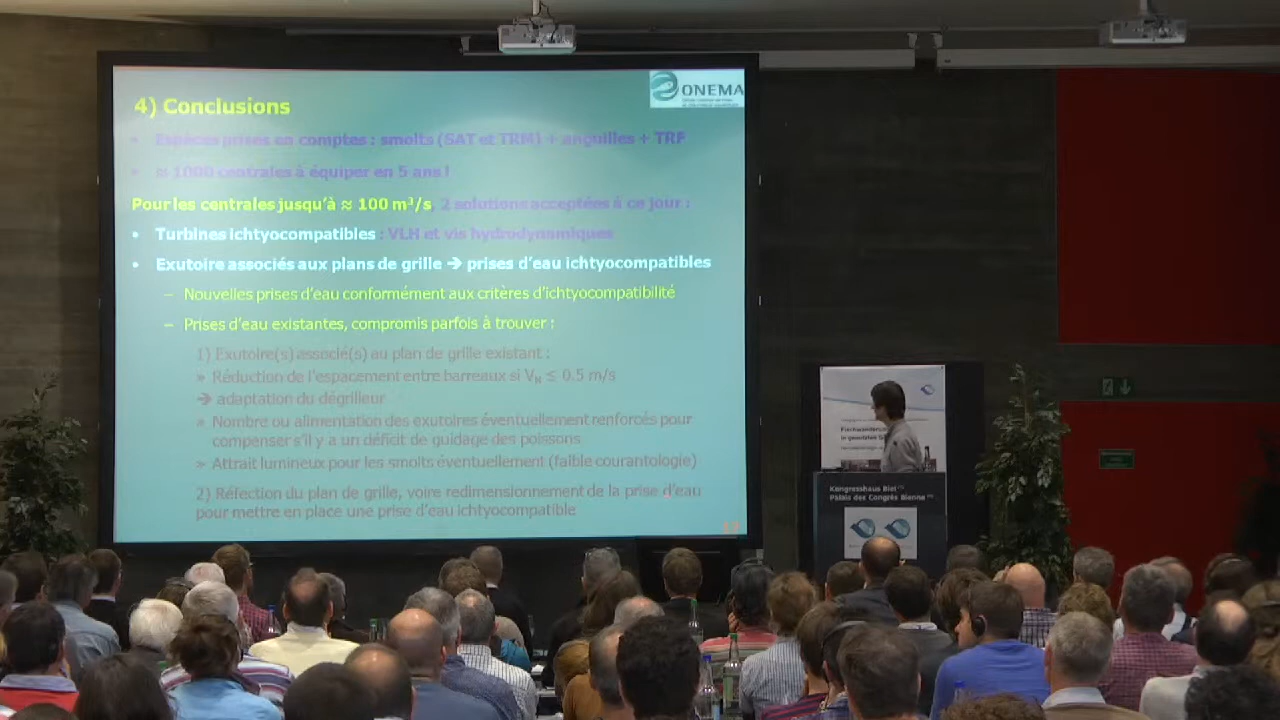 4) Conclusions
ONEMA
• Espèces prises en comptes : smolts (SAT et TRM) + anguilles + TRF
• ≈ 1000 centrales à équiper en 5 ans !
Pour les centrales jusqu'à ≈ 100 m³/s, 2 solutions acceptées à ce jour :
• Turbines ichtyocompatibles : VLH et vis hydrodynamiques
• Exutoire associés aux plans de grille ➔ prises d'eau ichtyocompatibles
– Nouvelles prises d'eau conformément aux critères d'ichtyocompatibilité
– Prises d'eau existantes, compromis parfois à trouver :
1) Exutoire(s) associé(s) au plan de grille existant :
» Réduction de l'espacement entre barreaux si VN ≤ 0.5 m/s
➔ adaptation du dégrilleur
» Nombre ou alimentation des exutoires éventuellement renforcés pour
compenser s'il y a un déficit de guidage des poissons
» Attrait lumineux pour les smolts éventuellement (faible courantologie)
2) Réfection du plan de grille, voire redimensionnement de la prise d'eau
pour mettre en place une prise d'eau ichtyocompatible
Kongresshaus Biel
Palais des Congrès Bienne